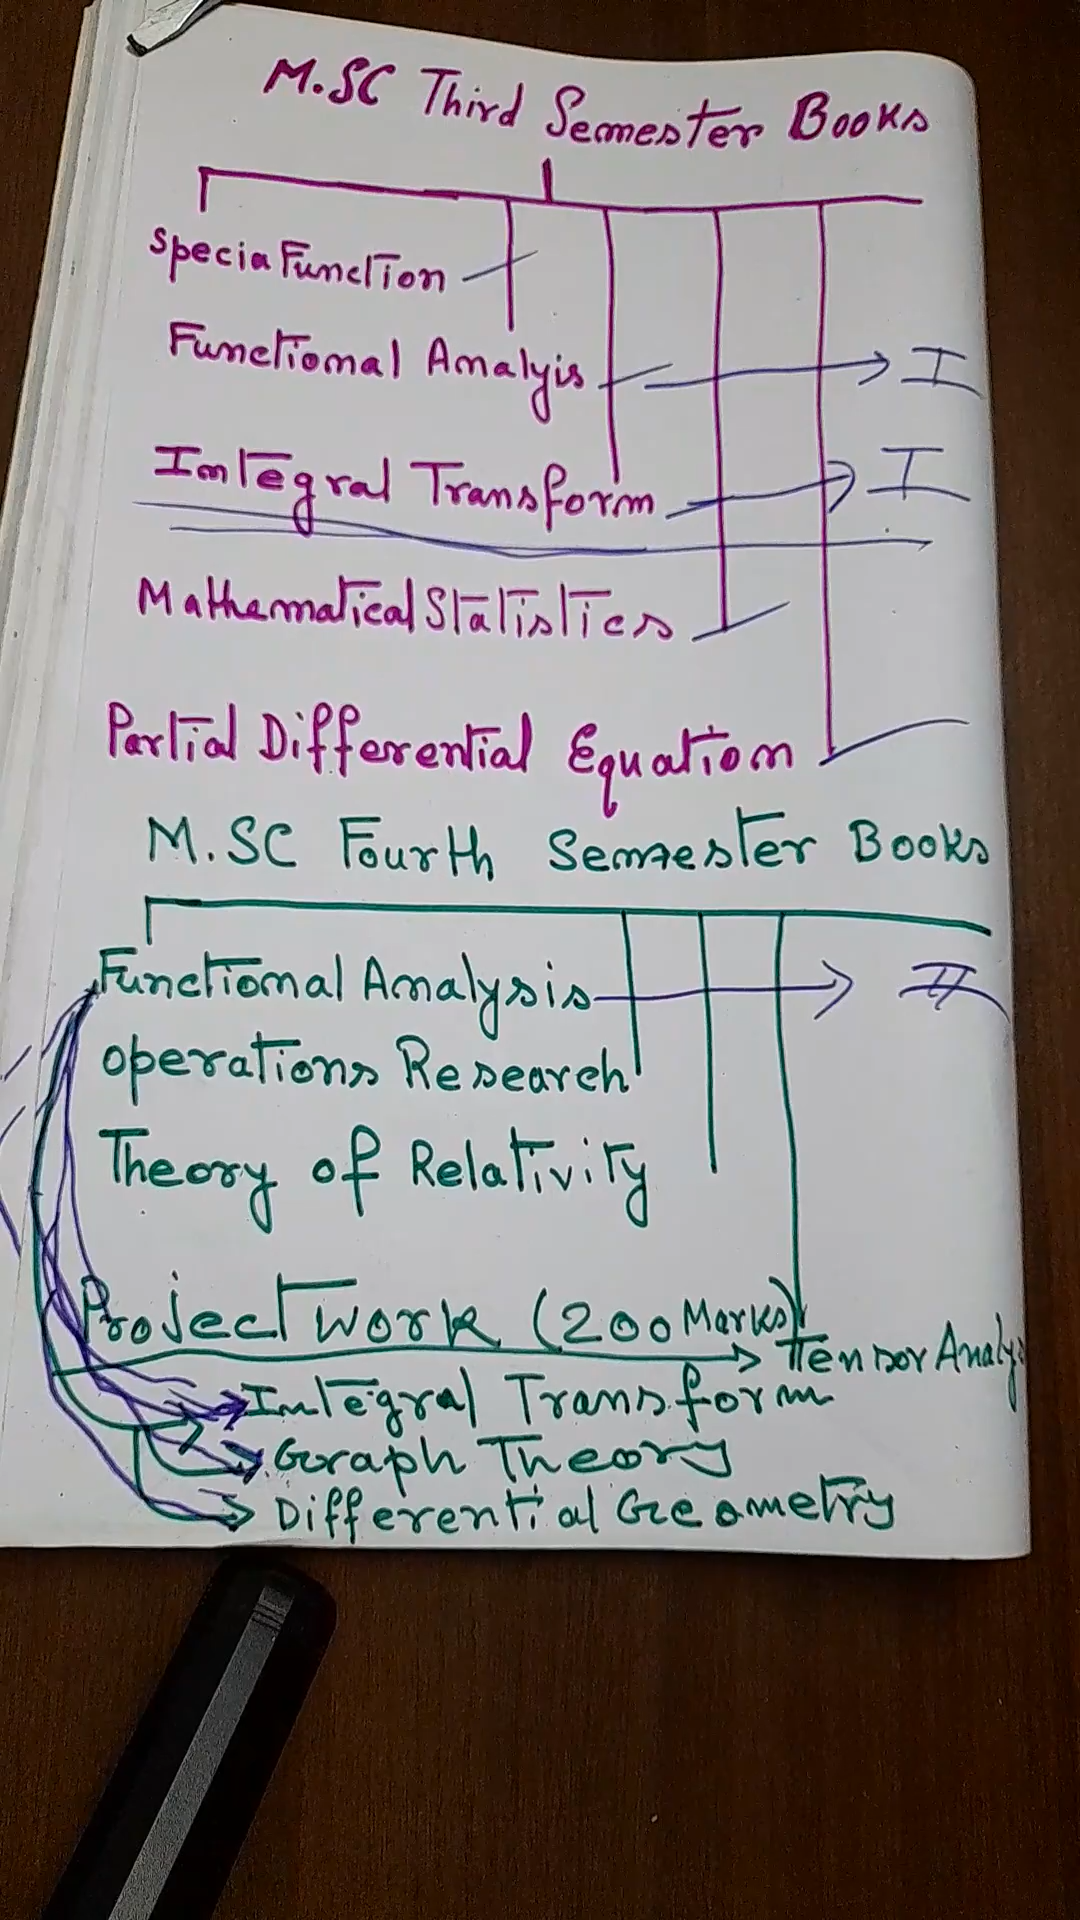 M.SC Third Semester Books
Specia Function
Functional Analyis → I
Integral Transform → I
Mathematical Statistics
Partial Differential Equation
M.SC Fourth Semester Books
Functional Analysis → II
operations Research
Theory of Relativity
Project work (200 Marks)
→ Tensor Analys
→ Integral Transform
→ Graph Theory
→ Differential Geometry